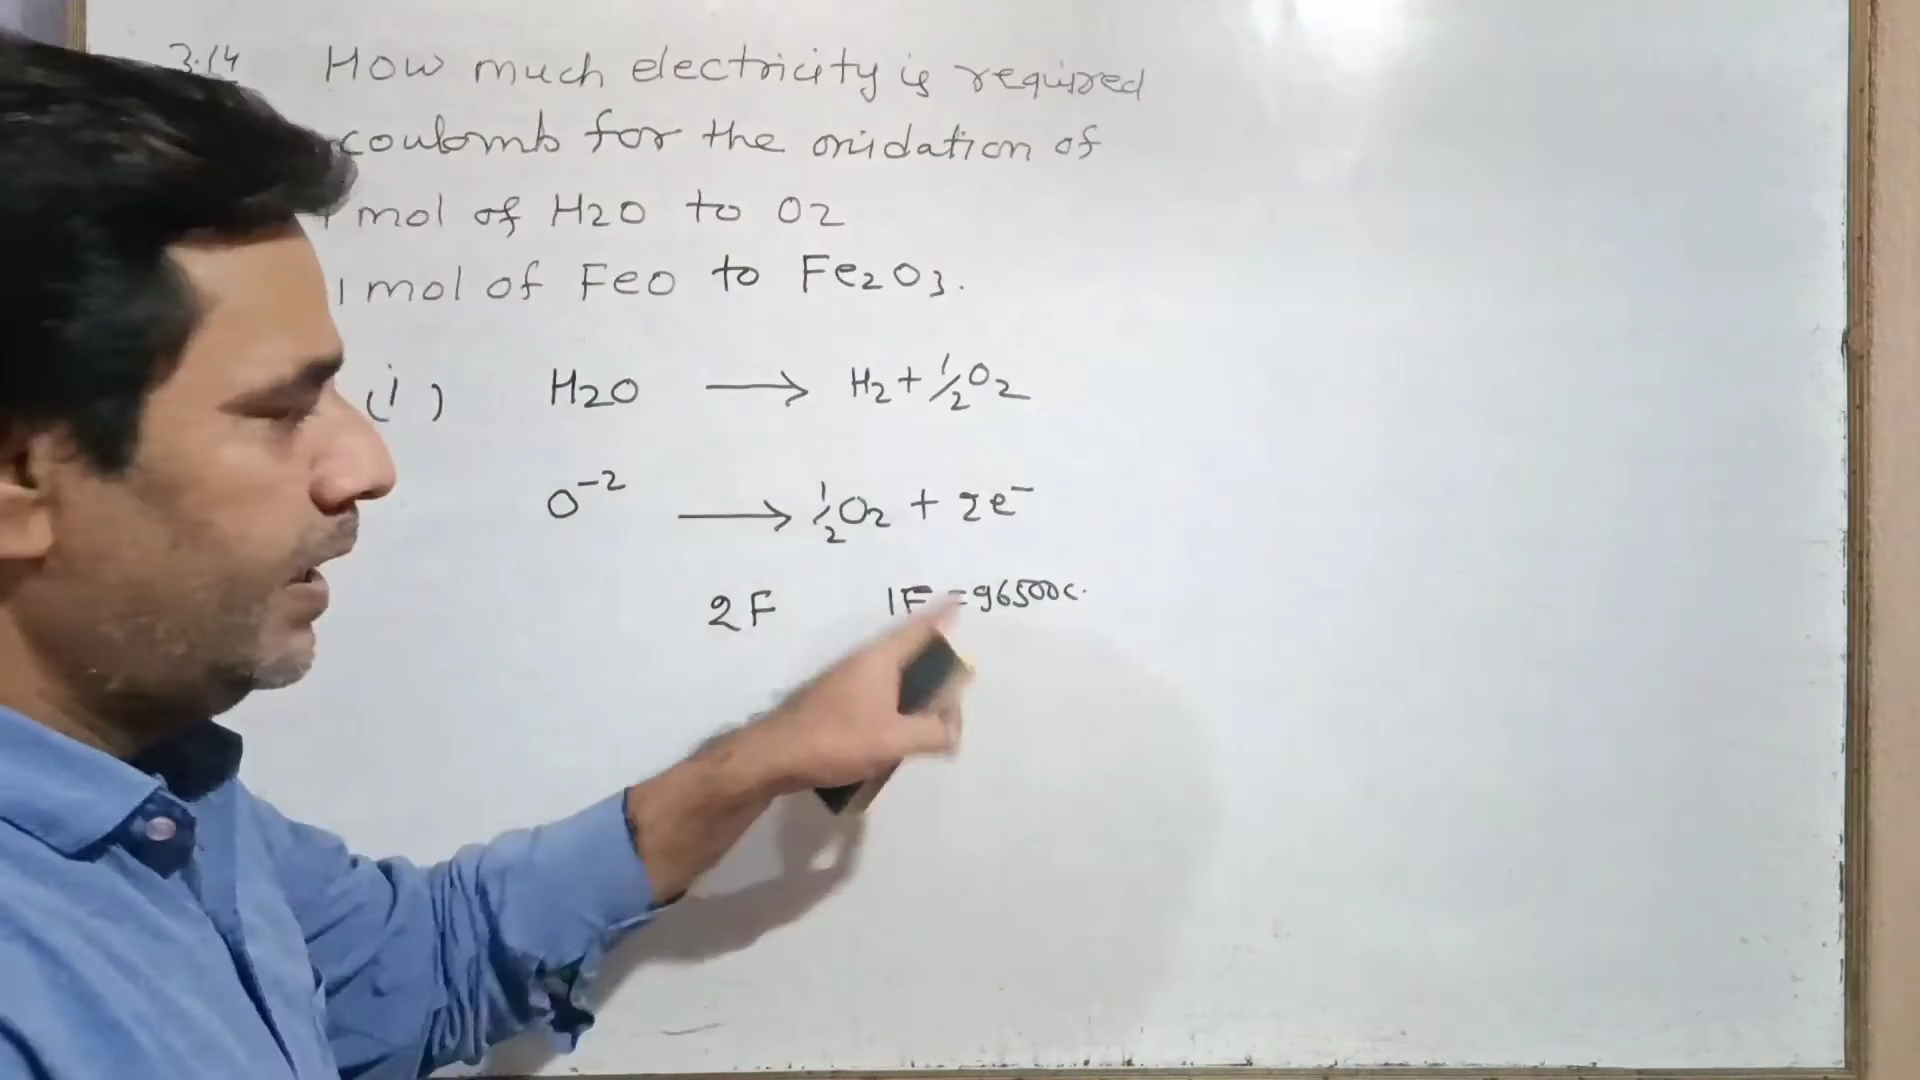 3.14 How much electricity is required
coulomb for the oxidation of
1 mol of H2O to O2
1 mol of FeO to Fe₂O₃.
(i) H2O → H₂ + ½O₂
O⁻² → ½O₂ + 2e⁻
2F 1F = 96500C.